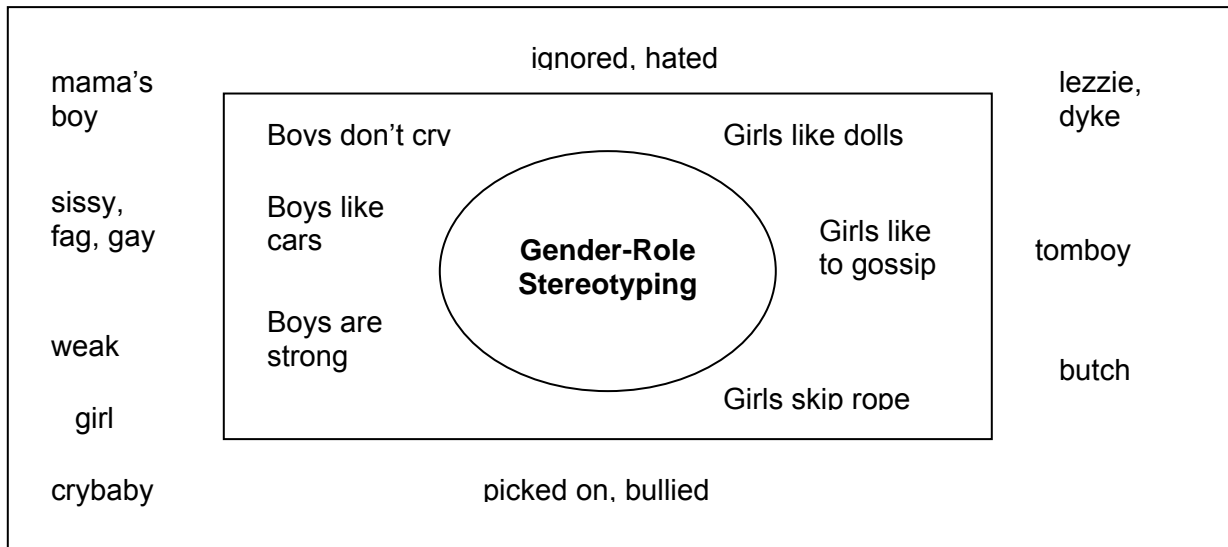 ignored, hated
mama's
boy
lezzie,
dyke
Boys don't cry
Girls like dolls
sissy,
fag, gay
Boys like
cars
Gender-Role
Stereotyping
Girls like
to gossip
tomboy
weak
Boys are
strong
butch
girl
Girls skip rope
crybaby
picked on, bullied